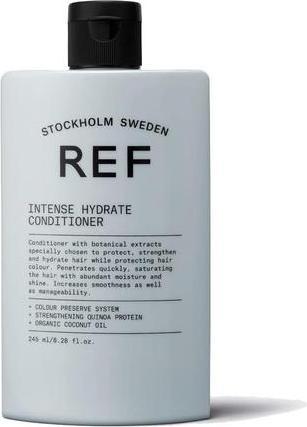 STOCKHOLM SWEDEN
REF
INTENSE HYDRATE
CONDITIONER
Conditioner with botanical extracts
specially chosen to protect, strengthen
and hydrate hair while protecting hair
colour. Penetrates quickly, saturating
the hair with abundant moisture and
shine. Increases smoothness as well
as manageability.
+ COLOUR PRESERVE SYSTEM
+ STRENGTHENING QUINOA PROTEIN
+ ORGANIC COCONUT OIL
245 ml/8.28 fl.oz.